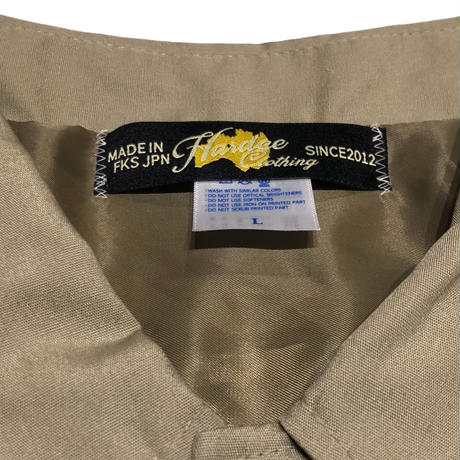 MADE IN
FKS JPN
Hardee
Clothing
SINCE2012
・WASH WITH SIMILAR COLORS
・DO NOT USE OPTICAL BRIGHTENERS
・DO NOT USE SOFTENERS
・DO NOT USE IRON ON PRINTED PART
・DO NOT SCRUB PRINTED PART
L